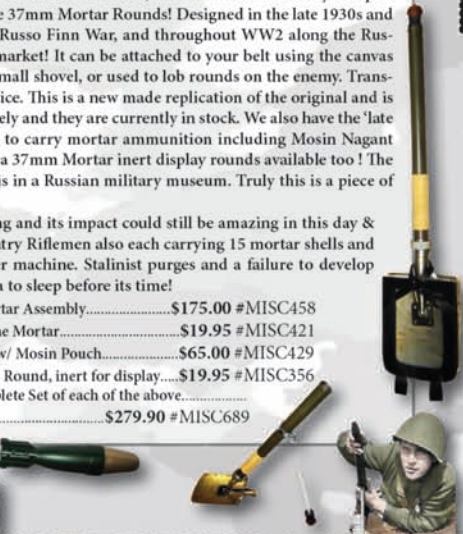 e 37mm Mortar Rounds! Designed in the late 1930s and
Russo Finn War, and throughout WW2 along the Rus-
market! It can be attached to your belt using the canvas
mall shovel, or used to lob rounds on the enemy. Trans-
ice. This is a new made replication of the original and is
ely and they are currently in stock. We also have the ‘late
to carry mortar ammunition including Mosin Nagant
a 37mm Mortar inert display rounds available too ! The
is in a Russian military museum. Truly this is a piece of
ng and its impact could still be amazing in this day &
try Riflemen also each carrying 15 mortar shells and
r machine. Stalinist purges and a failure to develop
a to sleep before its time!
tar Assembly......................$175.00 #MISC458
ne Mortar...............................$19.95 #MISC421
w/ Mosin Pouch....................$65.00 #MISC429
Round, inert for display.....$19.95 #MISC356
plete Set of each of the above.................
............................$279.90 #MISC689